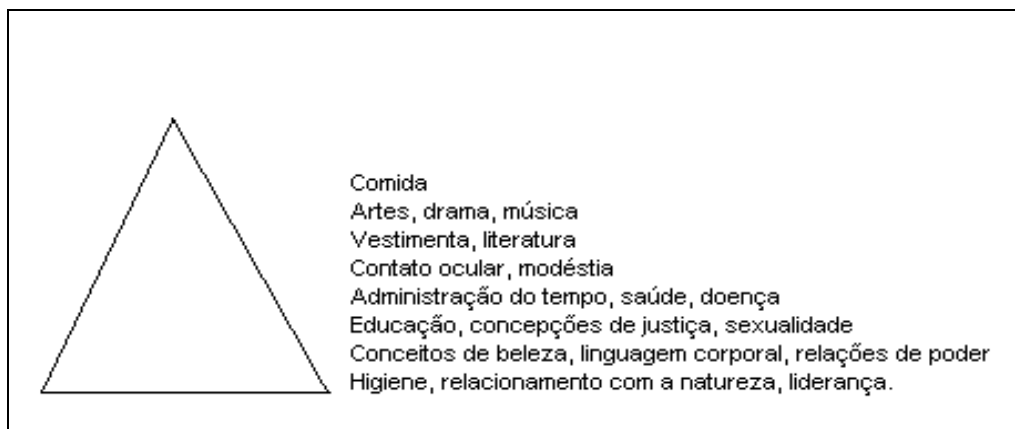 Comida
Artes, drama, música
Vestimenta, literatura
Contato ocular, modéstia
Administração do tempo, saúde, doença
Educação, concepções de justiça, sexualidade
Conceitos de beleza, linguagem corporal, relações de poder
Higiene, relacionamento com a natureza, liderança.